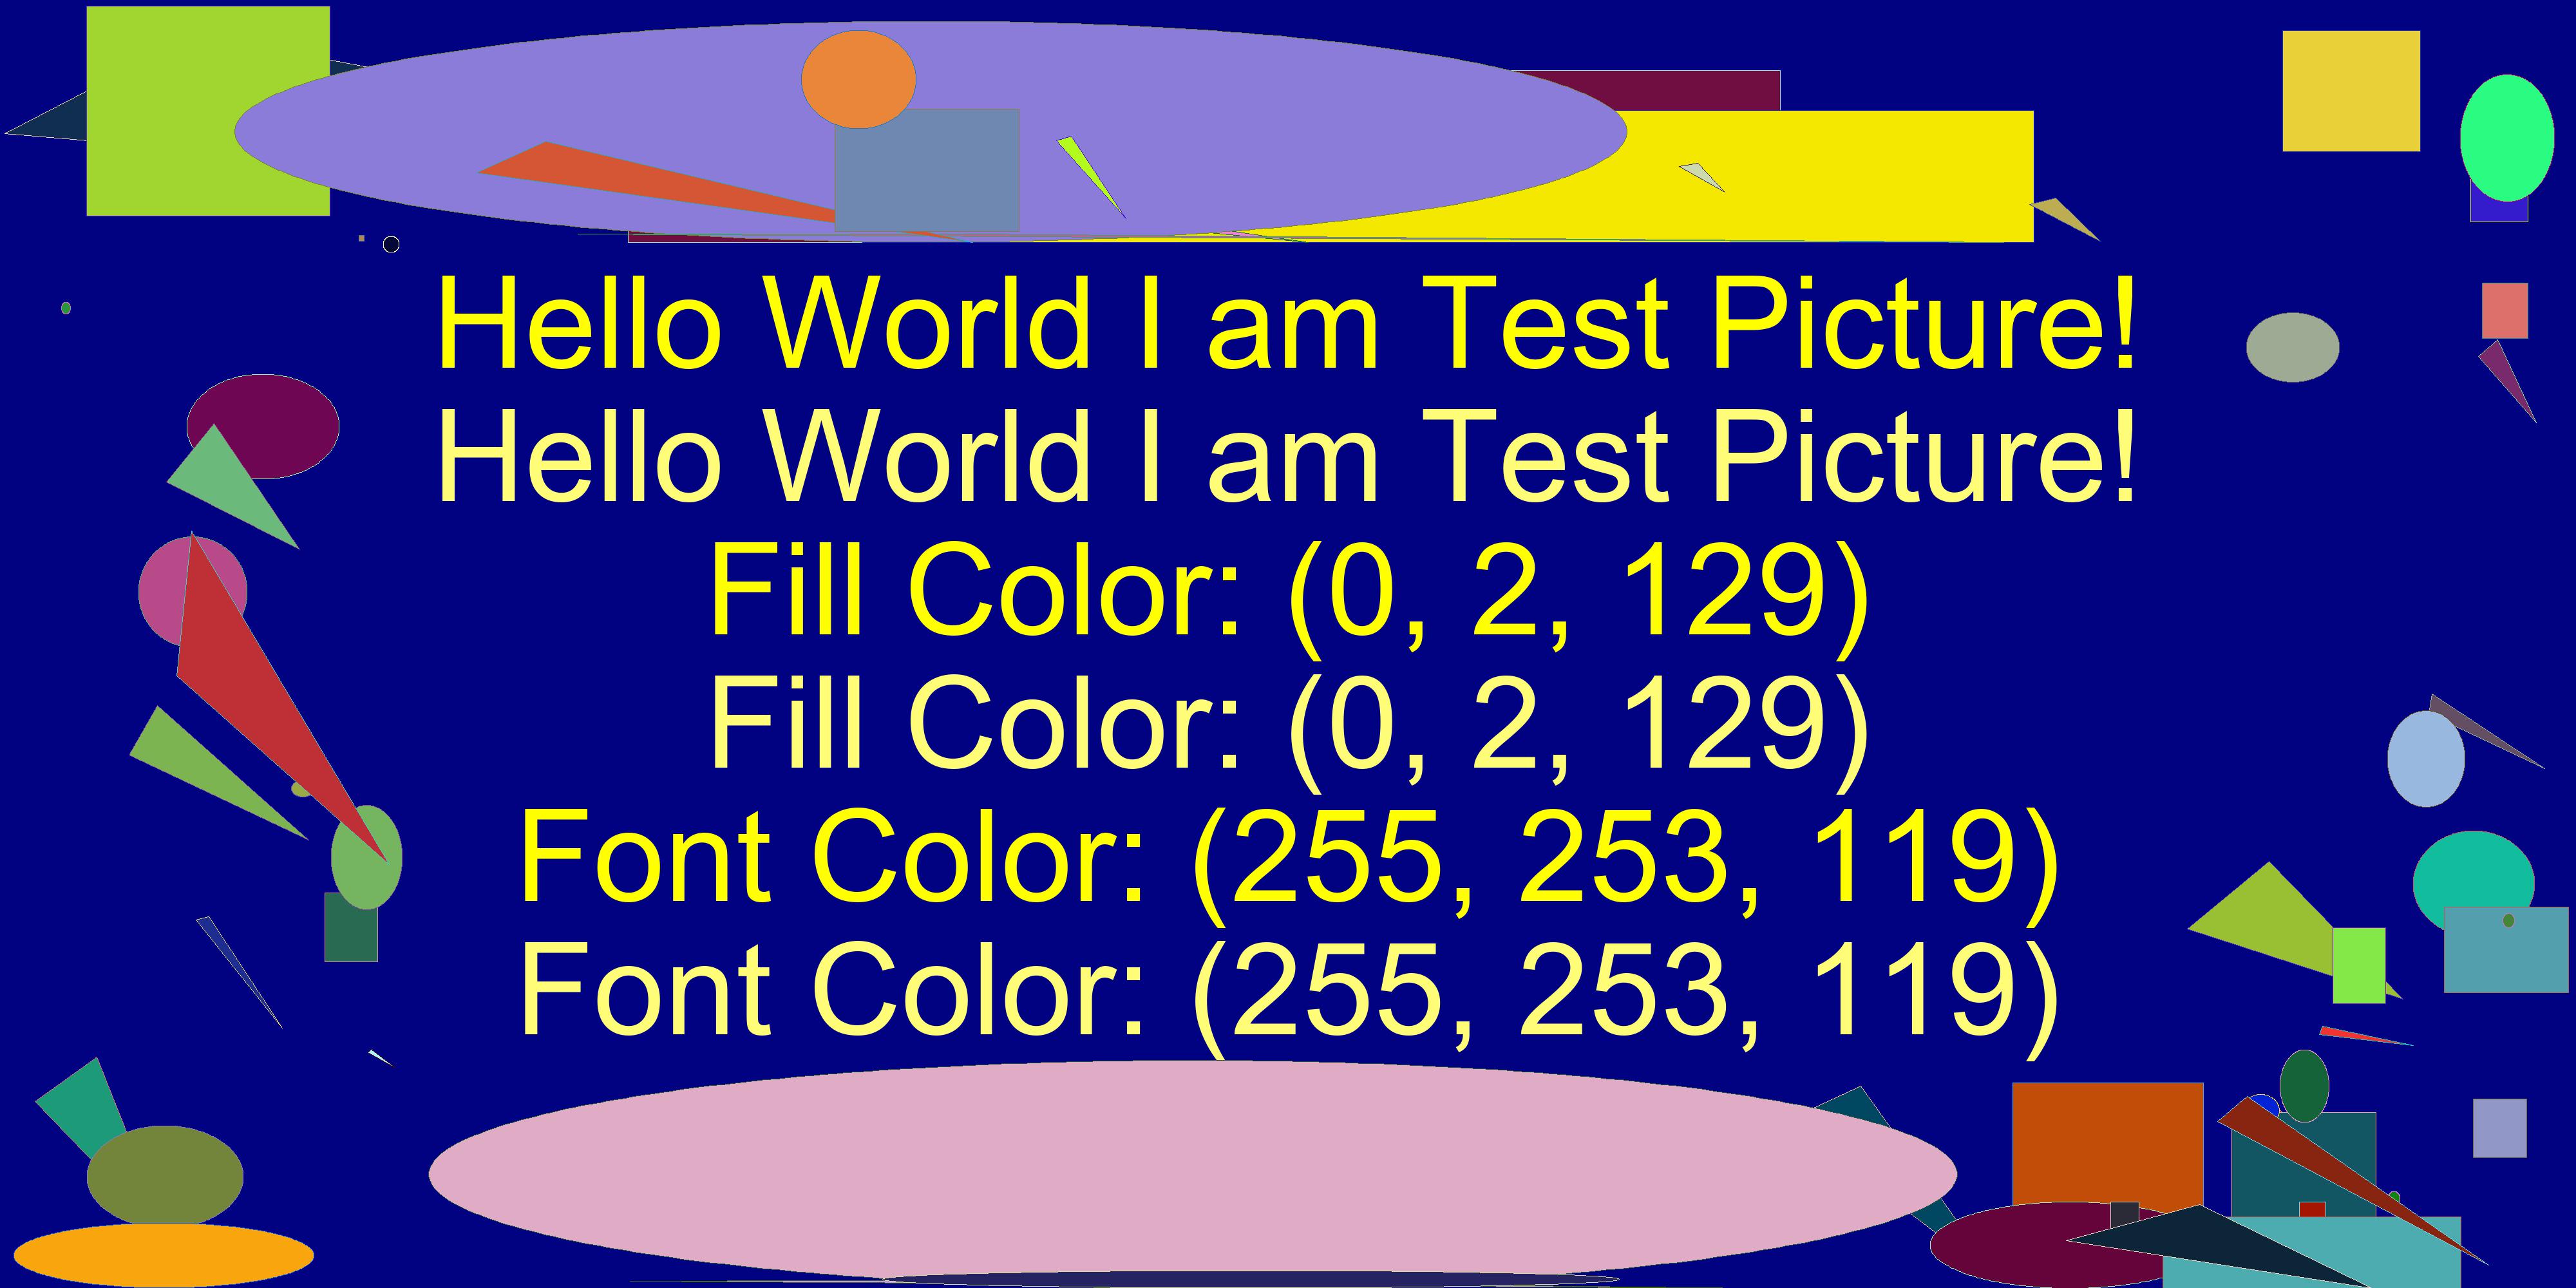 Hello World I am Test Picture!
Hello World I am Test Picture!
Fill Color: (0, 2, 129)
Fill Color: (0, 2, 129)
Font Color: (255, 253, 119)
Font Color: (255, 253, 119)